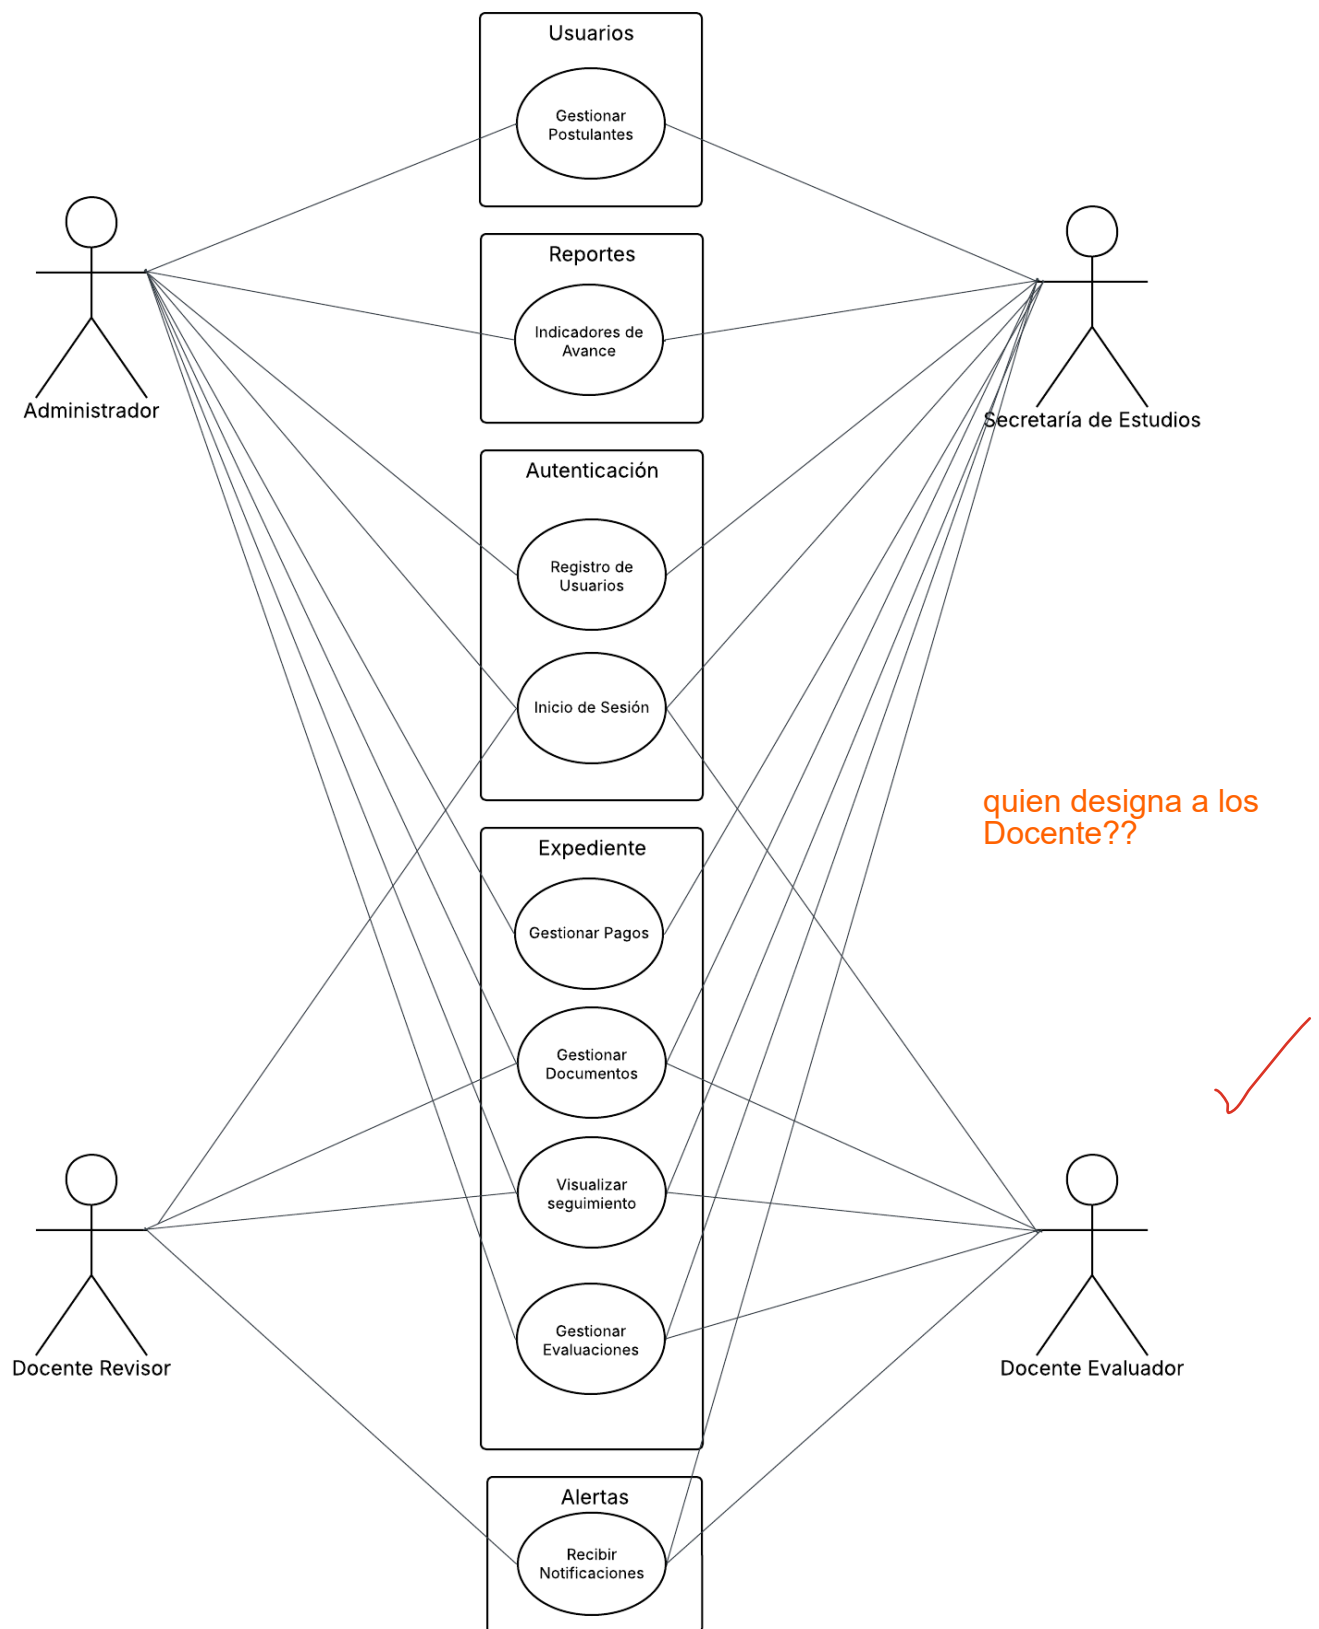 Usuarios
Gestionar
Postulantes
Reportes
Indicadores de
Avance
Administrador
Secretaría de Estudios
Autenticación
Registro de
Usuarios
Inicio de Sesión
quien designa a los
Docente??
Expediente
Gestionar Pagos
Gestionar
Documentos
Visualizar
seguimiento
Gestionar
Evaluaciones
Docente Revisor
Docente Evaluador
Alertas
Recibir
Notificaciones